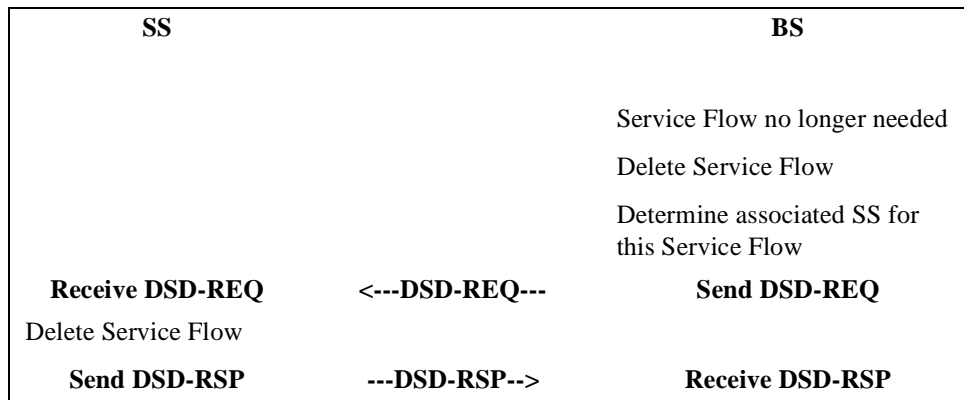 SS BS
Service Flow no longer needed
Delete Service Flow
Determine associated SS for
this Service Flow
Receive DSD-REQ <---DSD-REQ--- Send DSD-REQ
Delete Service Flow
Send DSD-RSP ---DSD-RSP--> Receive DSD-RSP